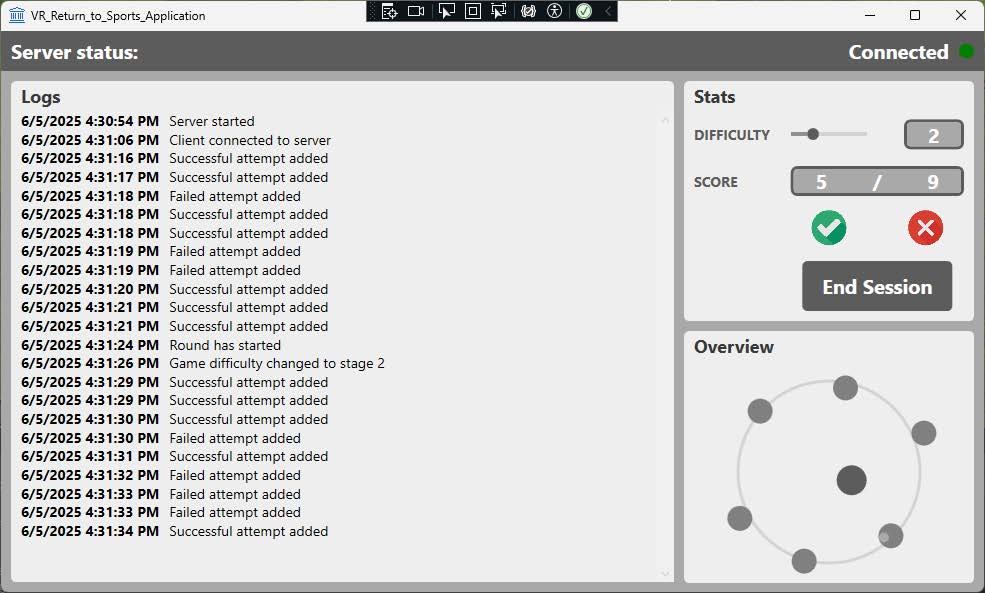 VR_Return_to_Sports_Application
Server status:
Connected
Logs
6/5/2025 4:30:54 PM Server started
6/5/2025 4:31:06 PM Client connected to server
6/5/2025 4:31:16 PM Successful attempt added
6/5/2025 4:31:17 PM Successful attempt added
6/5/2025 4:31:18 PM Failed attempt added
6/5/2025 4:31:18 PM Successful attempt added
6/5/2025 4:31:18 PM Successful attempt added
6/5/2025 4:31:19 PM Failed attempt added
6/5/2025 4:31:19 PM Failed attempt added
6/5/2025 4:31:20 PM Successful attempt added
6/5/2025 4:31:21 PM Successful attempt added
6/5/2025 4:31:21 PM Successful attempt added
6/5/2025 4:31:24 PM Round has started
6/5/2025 4:31:26 PM Game difficulty changed to stage 2
6/5/2025 4:31:29 PM Successful attempt added
6/5/2025 4:31:29 PM Successful attempt added
6/5/2025 4:31:30 PM Successful attempt added
6/5/2025 4:31:30 PM Failed attempt added
6/5/2025 4:31:31 PM Successful attempt added
6/5/2025 4:31:32 PM Failed attempt added
6/5/2025 4:31:33 PM Failed attempt added
6/5/2025 4:31:33 PM Failed attempt added
6/5/2025 4:31:34 PM Successful attempt added
Stats
DIFFICULTY 2
SCORE 5 / 9
End Session
Overview